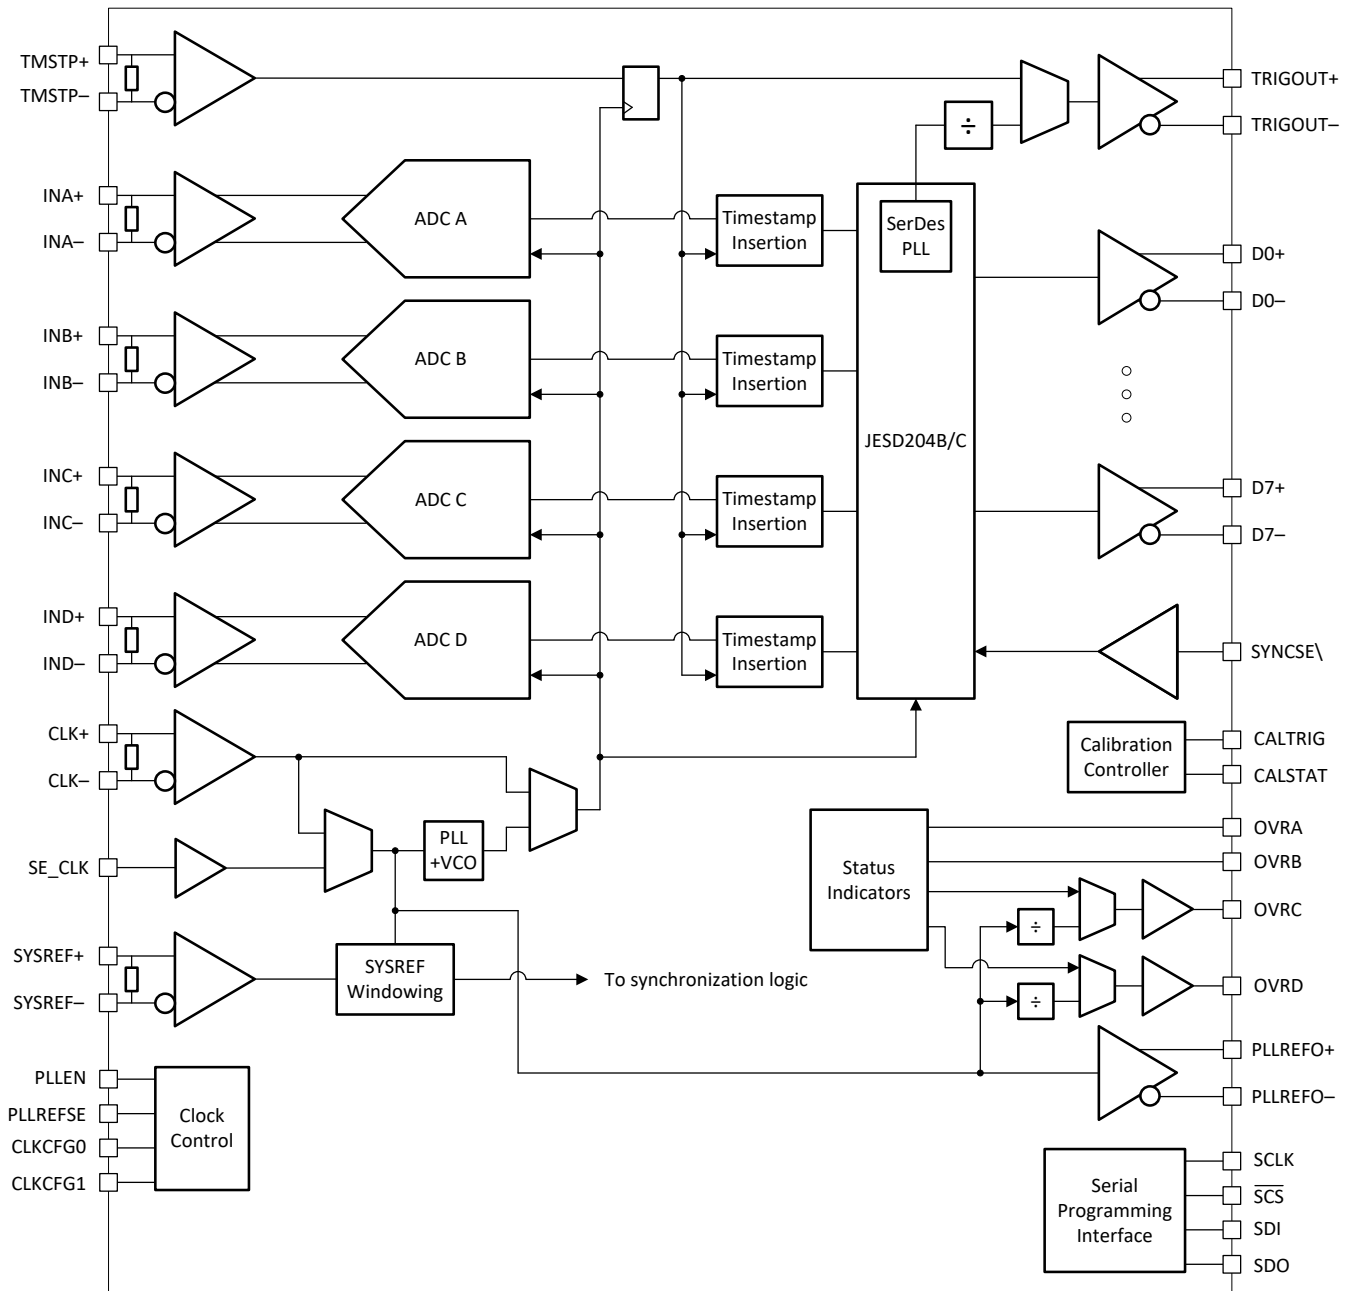 TMSTP+
TMSTP–
TRIGOUT+
TRIGOUT–
÷
INA+
INA–
ADC A
Timestamp
Insertion
SerDes
PLL
D0+
D0–
INB+
INB–
ADC B
Timestamp
Insertion
JESD204B/C
INC+
INC–
ADC C
Timestamp
Insertion
D7+
D7–
IND+
IND–
ADC D
Timestamp
Insertion
SYNCSE\
CLK+
CLK–
Calibration
Controller
CALTRIG
CALSTAT
SE_CLK
PLL
+VCO
Status
Indicators
OVRA
OVRB
OVRC
÷
OVRD
÷
SYSREF+
SYSREF–
SYSREF
Windowing
To synchronization logic
PLLREFO+
PLLREFO–
PLLEN
PLLREFSE
CLKCFG0
CLKCFG1
Clock
Control
Serial
Programming
Interface
SCLK
S̅C̅S̅
SDI
SDO